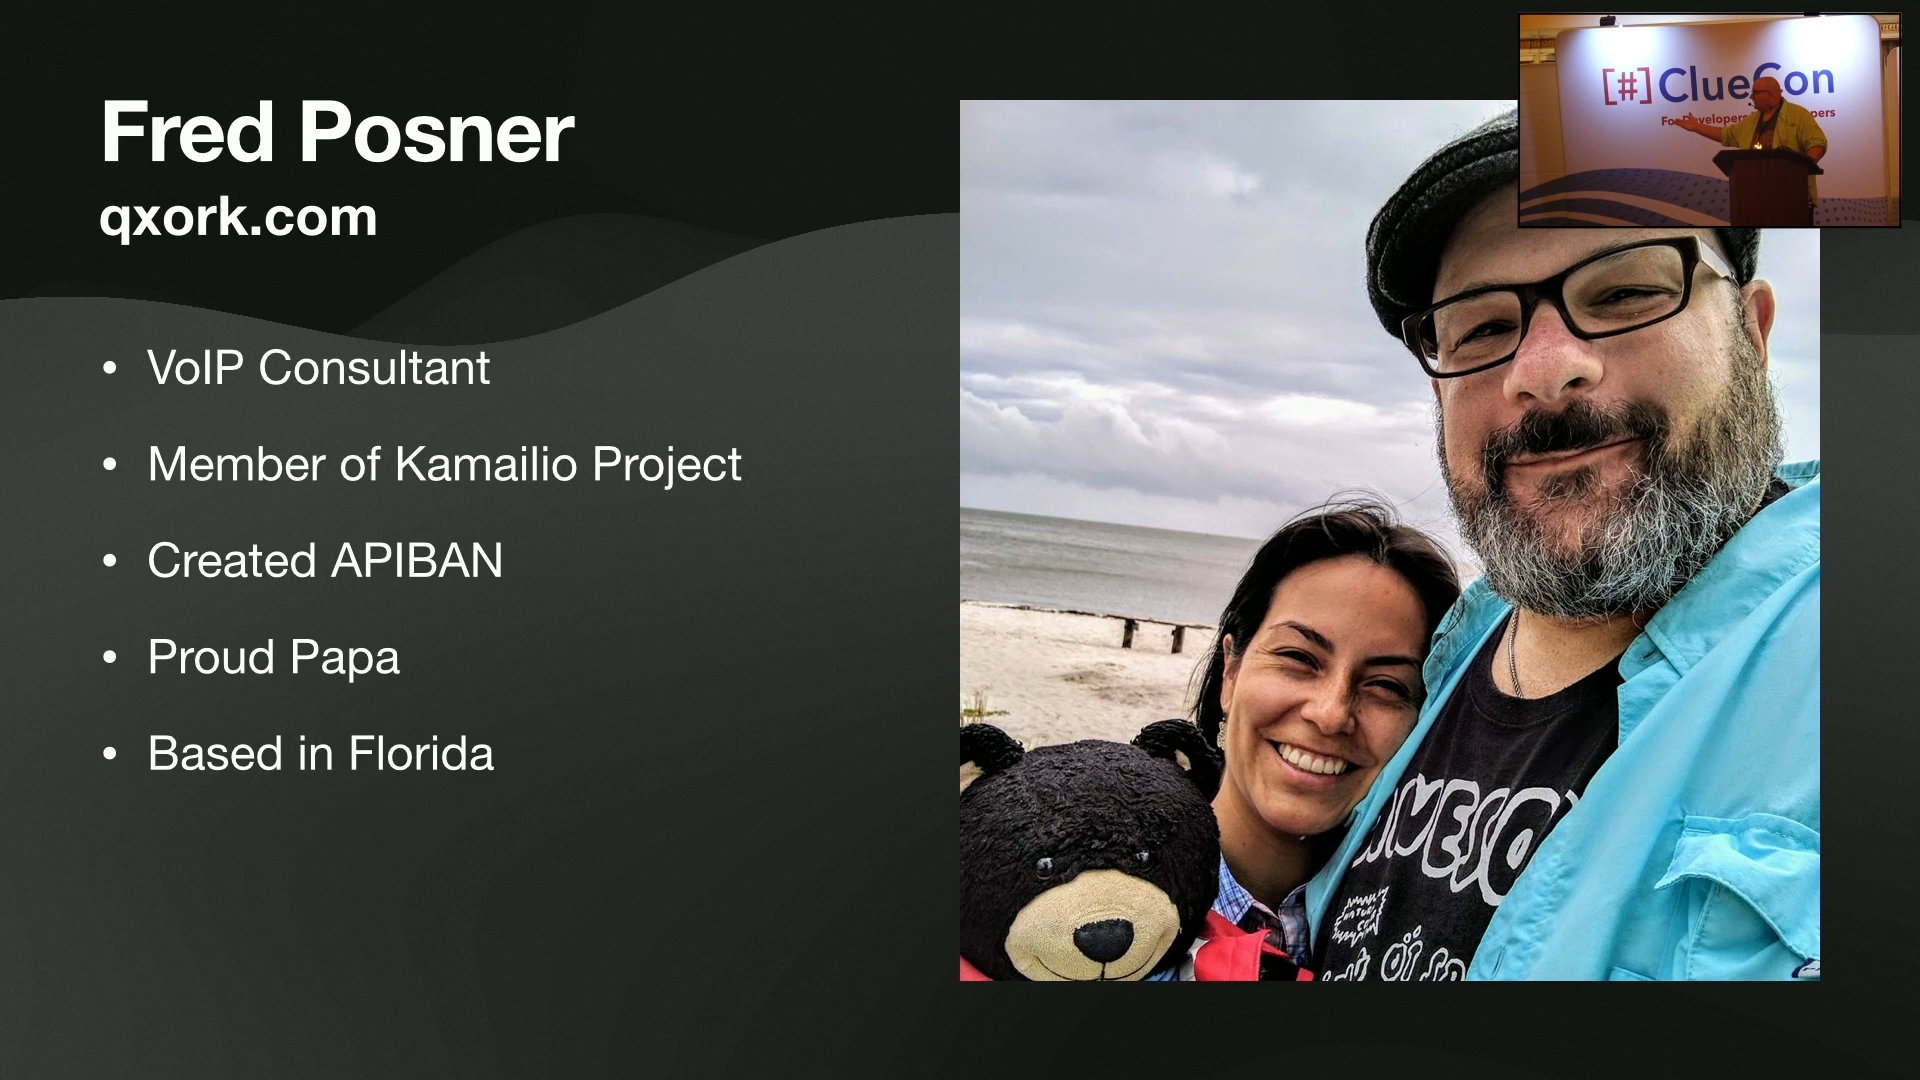 Fred Posner
qxork.com
• VoIP Consultant
• Member of Kamailio Project
• Created APIBAN
• Proud Papa
• Based in Florida
[#] ClueCon